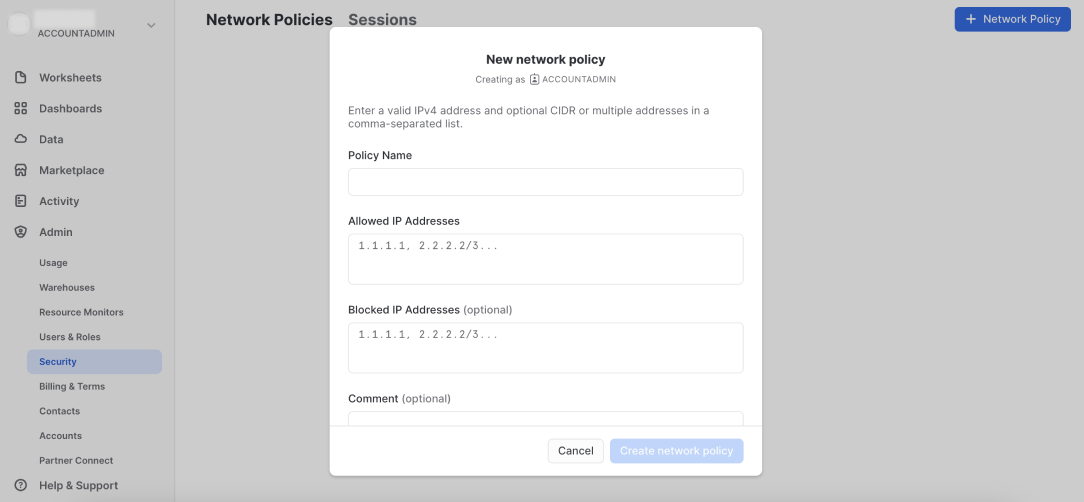 ACCOUNTADMIN
Worksheets
Dashboards
Data
Marketplace
Activity
Admin
Usage
Warehouses
Resource Monitors
Users & Roles
Security
Billing & Terms
Contacts
Accounts
Partner Connect
Help & Support
Network Policies Sessions
+ Network Policy
New network policy
Creating as ACCOUNTADMIN
Enter a valid IPv4 address and optional CIDR or multiple addresses in a
comma-separated list.
Policy Name
Allowed IP Addresses
1.1.1.1, 2.2.2.2/3...
Blocked IP Addresses (optional)
1.1.1.1, 2.2.2.2/3...
Comment (optional)
Cancel
Create network policy